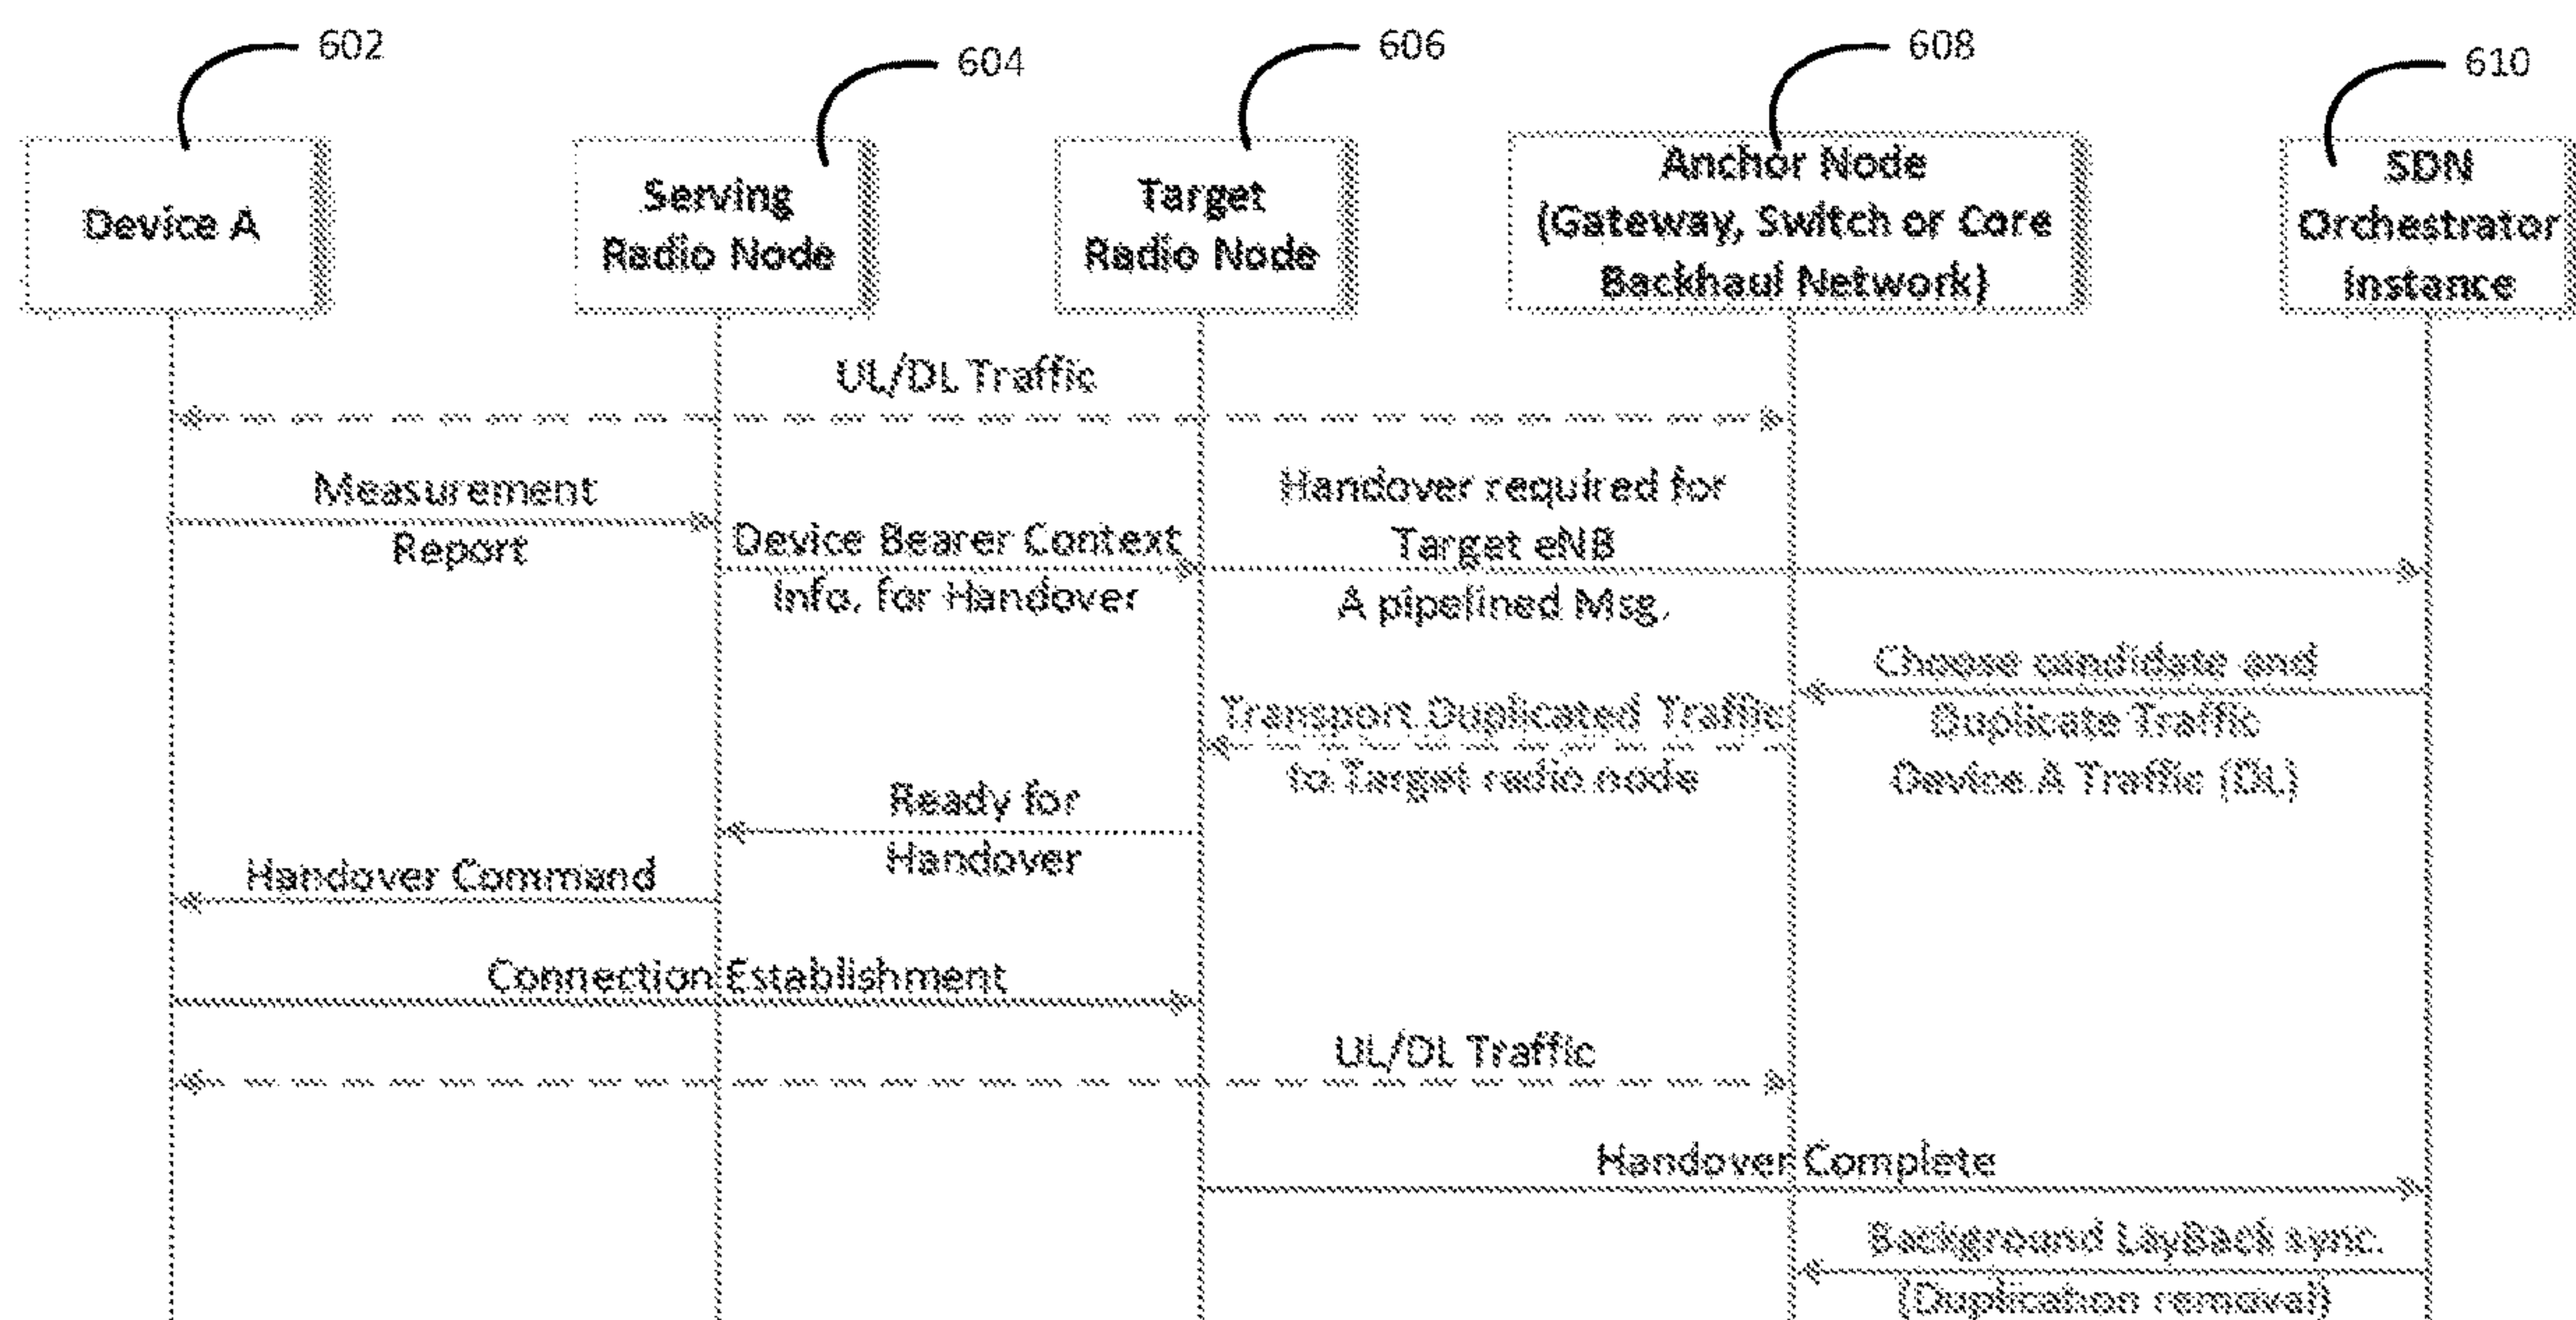 602
604
606
608
610
Device A
Serving
Radio Node
Target
Radio Node
Anchor Node
(Gateway, Switch or Core
Backhaul Network)
SDN
Orchestrator
Instance
UL/DL Traffic
Measurement
Report
Device Bearer Context
Info. for Handover
Handover required for
Target eNB
A pipelined Msg.
Choose candidate and
Duplicate Traffic
Device A Traffic (DL)
Transport Duplicated Traffic
to Target radio node
Ready for
Handover
Handover Command
Connection Establishment
UL/DL Traffic
Handover Complete
Background LayBack sync.
(Duplication removal)